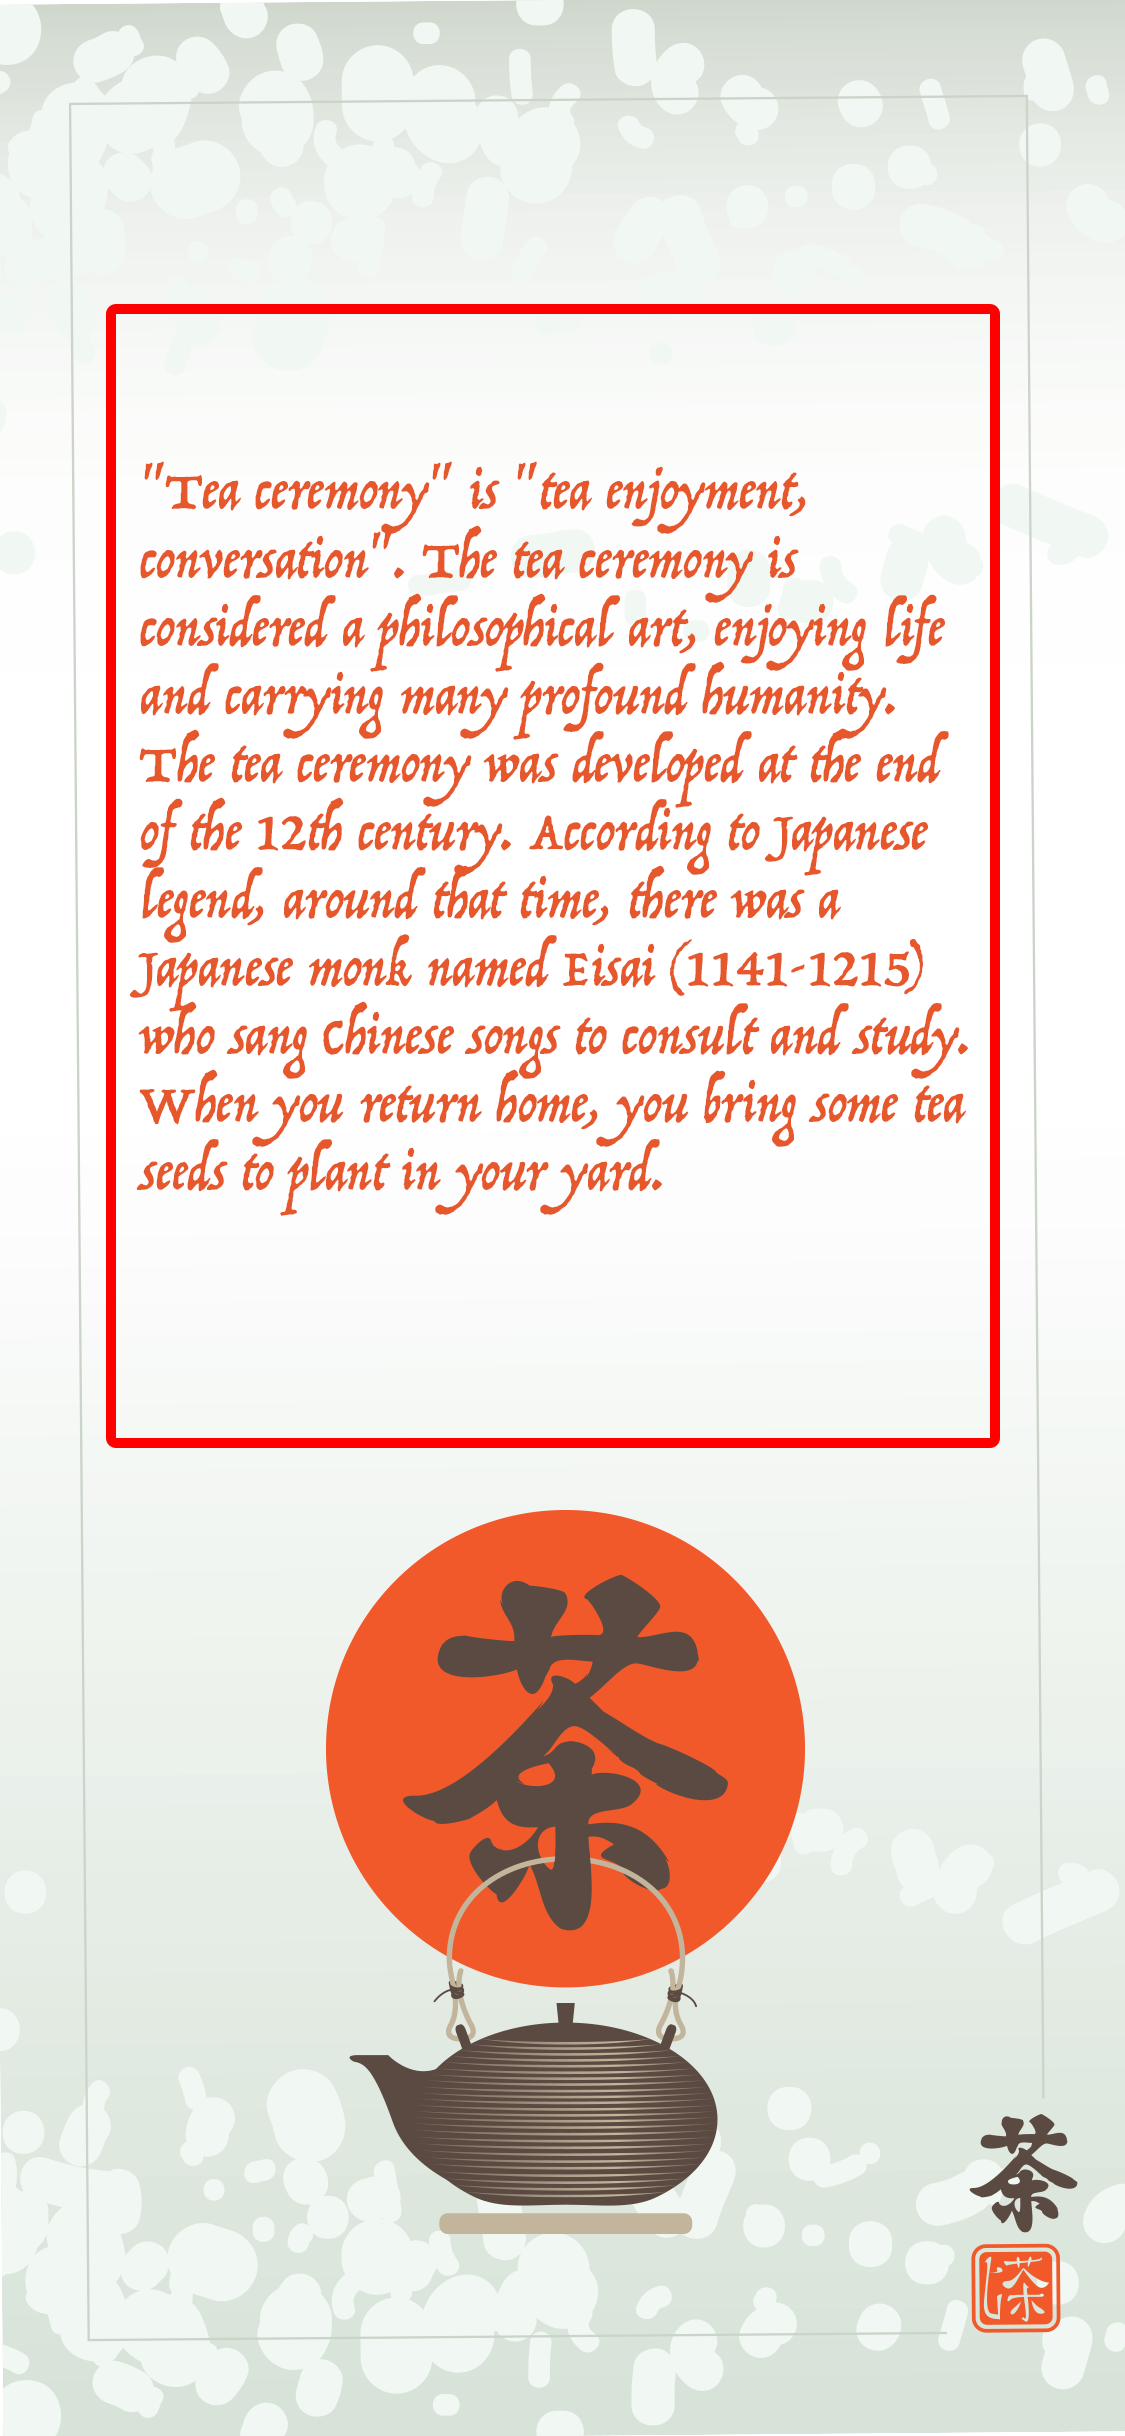 "Tea ceremony" is "tea enjoyment,
conversation". The tea ceremony is
considered a philosophical art, enjoying life
and carrying many profound humanity.
The tea ceremony was developed at the end
of the 12th century. According to Japanese
legend, around that time, there was a
Japanese monk named Eisai (1141-1215)
who sang Chinese songs to consult and study.
When you return home, you bring some tea
seeds to plant in your yard.
茶
茶